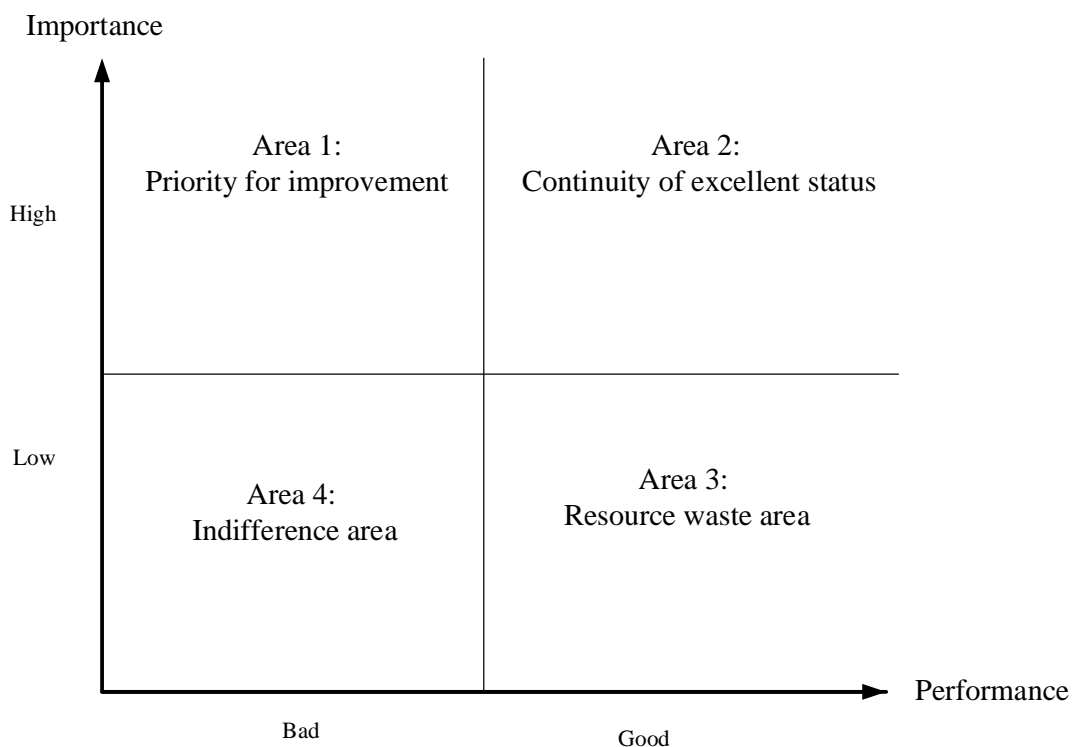 Importance
Area 1:
Priority for improvement
Area 2:
Continuity of excellent status
High
Low
Area 4:
Indifference area
Area 3:
Resource waste area
Performance
Bad
Good